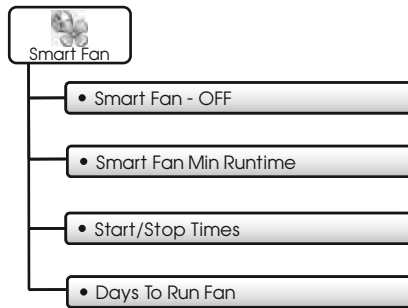 Smart Fan
• Smart Fan - OFF
• Smart Fan Min Runtime
• Start/Stop Times
• Days To Run Fan